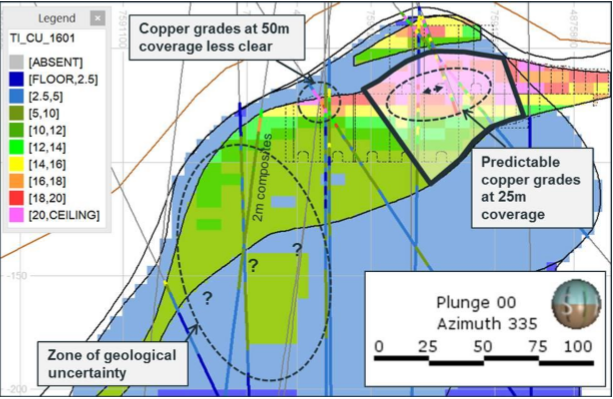 Legend
TI_CU_1601
[ABSENT]
[FLOOR,2.5]
[2.5,5]
[5,10]
[10,12]
[12,14]
[14,16]
[16,18]
[18,20]
[20,CEILING]
Copper grades at 50m
coverage less clear
2m composites
Predictable
copper grades
at 25m
coverage
?
?
?
-150
-200
Zone of geological
uncertainty
Plunge 00
Azimuth 335
0 25 50 75 100